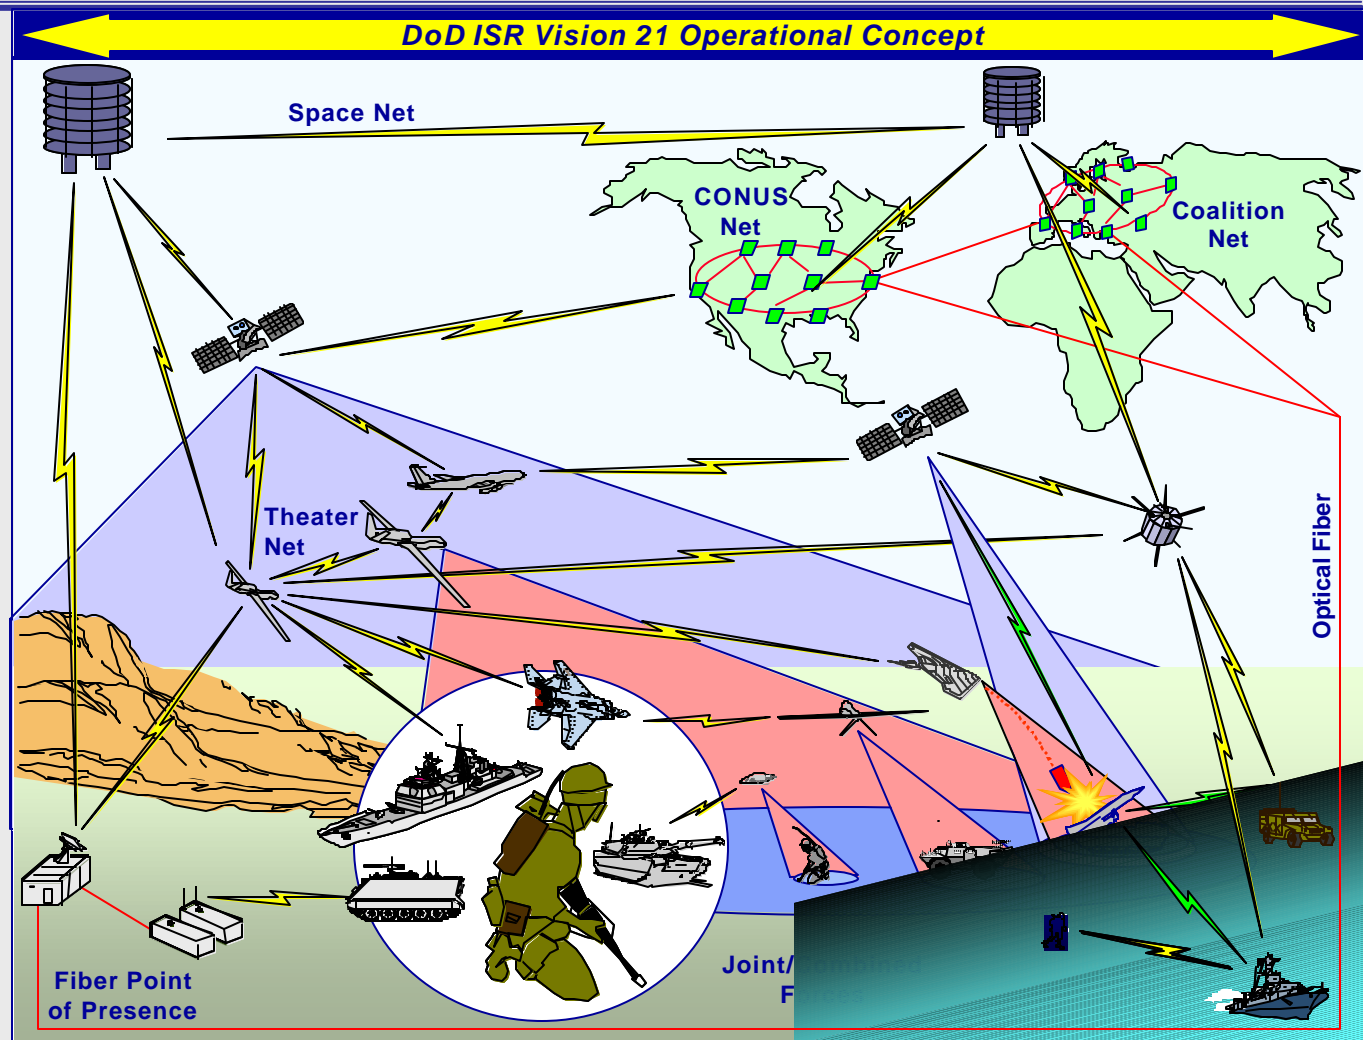 DoD ISR Vision 21 Operational Concept
Space Net
CONUS
Net
Coalition
Net
Theater
Net
Optical Fiber
Fiber Point
of Presence
Joint/